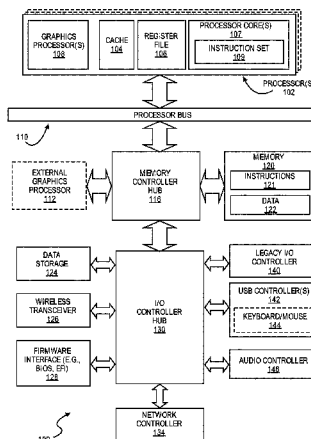 GRAPHICS
PROCESSOR(S)
108
CACHE
104
REGISTER
FILE
106
PROCESSOR CORE(S)
107
INSTRUCTION SET
109
PROCESSOR(S)
102
PROCESSOR BUS
110
EXTERNAL
GRAPHICS
PROCESSOR
112
MEMORY
CONTROLLER
HUB
116
MEMORY
120
INSTRUCTIONS
121
DATA
122
DATA
STORAGE
124
WIRELESS
TRANSCEIVER
126
FIRMWARE
INTERFACE (E.G.,
BIOS, EFI)
128
I/O
CONTROLLER
HUB
130
LEGACY I/O
CONTROLLER
140
USB CONTROLLER(S)
142
KEYBOARD/MOUSE
144
AUDIO CONTROLLER
146
NETWORK
CONTROLLER
134